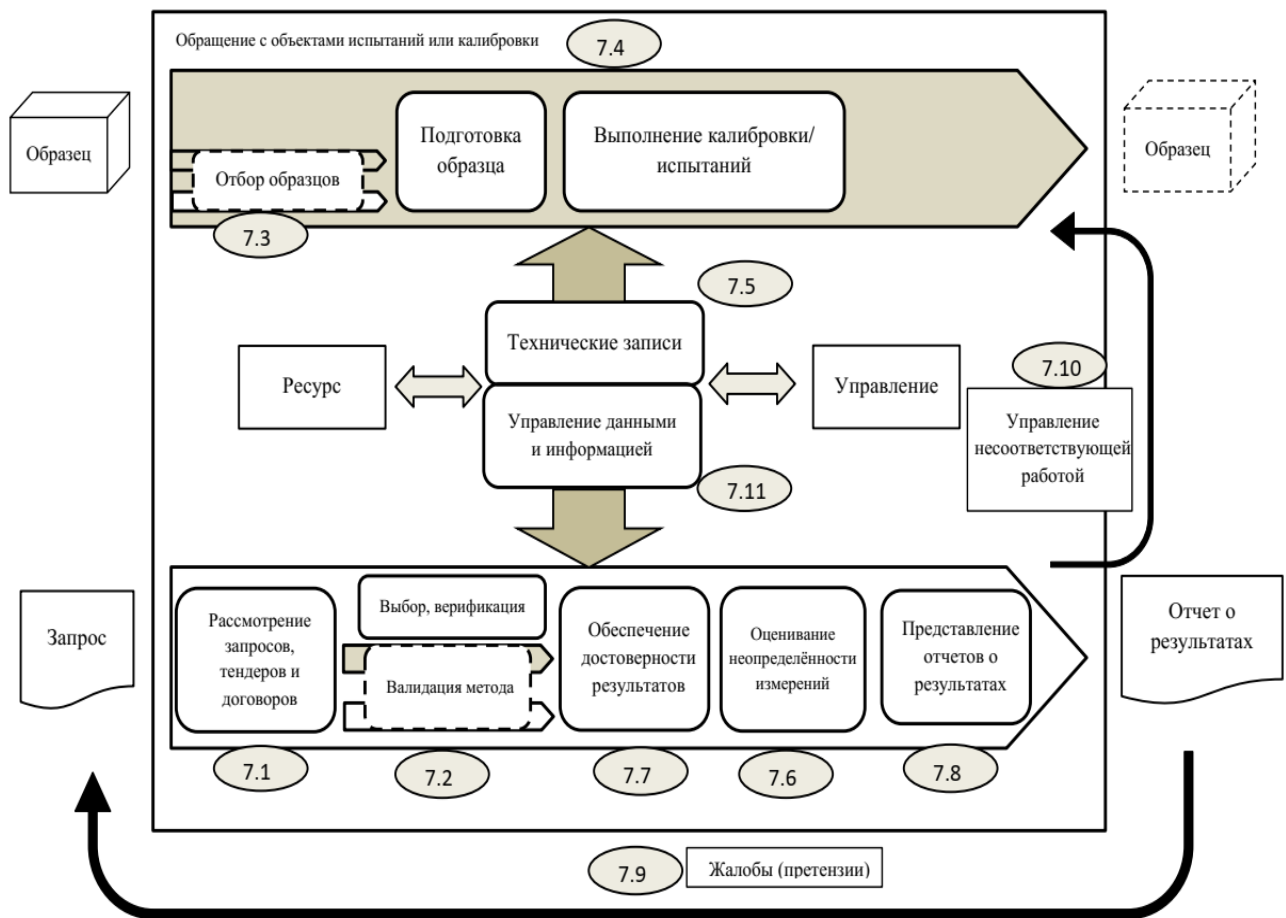 Обращение с объектами испытаний или калибровки
7.4
Образец
Подготовка
образца
Выполнение калибровки/
испытаний
Отбор образцов
Образец
7.3
7.5
Технические записи
Ресурс
Управление
7.10
Управление данными
и информацией
Управление
несоответствующей
работой
7.11
Запрос
Рассмотрение
запросов,
тендеров и
договоров
Выбор, верификация
Валидация метода
Обеспечение
достоверности
результатов
Оценивание
неопределённости
измерений
Представление
отчетов о
результатах
Отчет о
результатах
7.1
7.2
7.7
7.6
7.8
7.9
Жалобы (претензии)